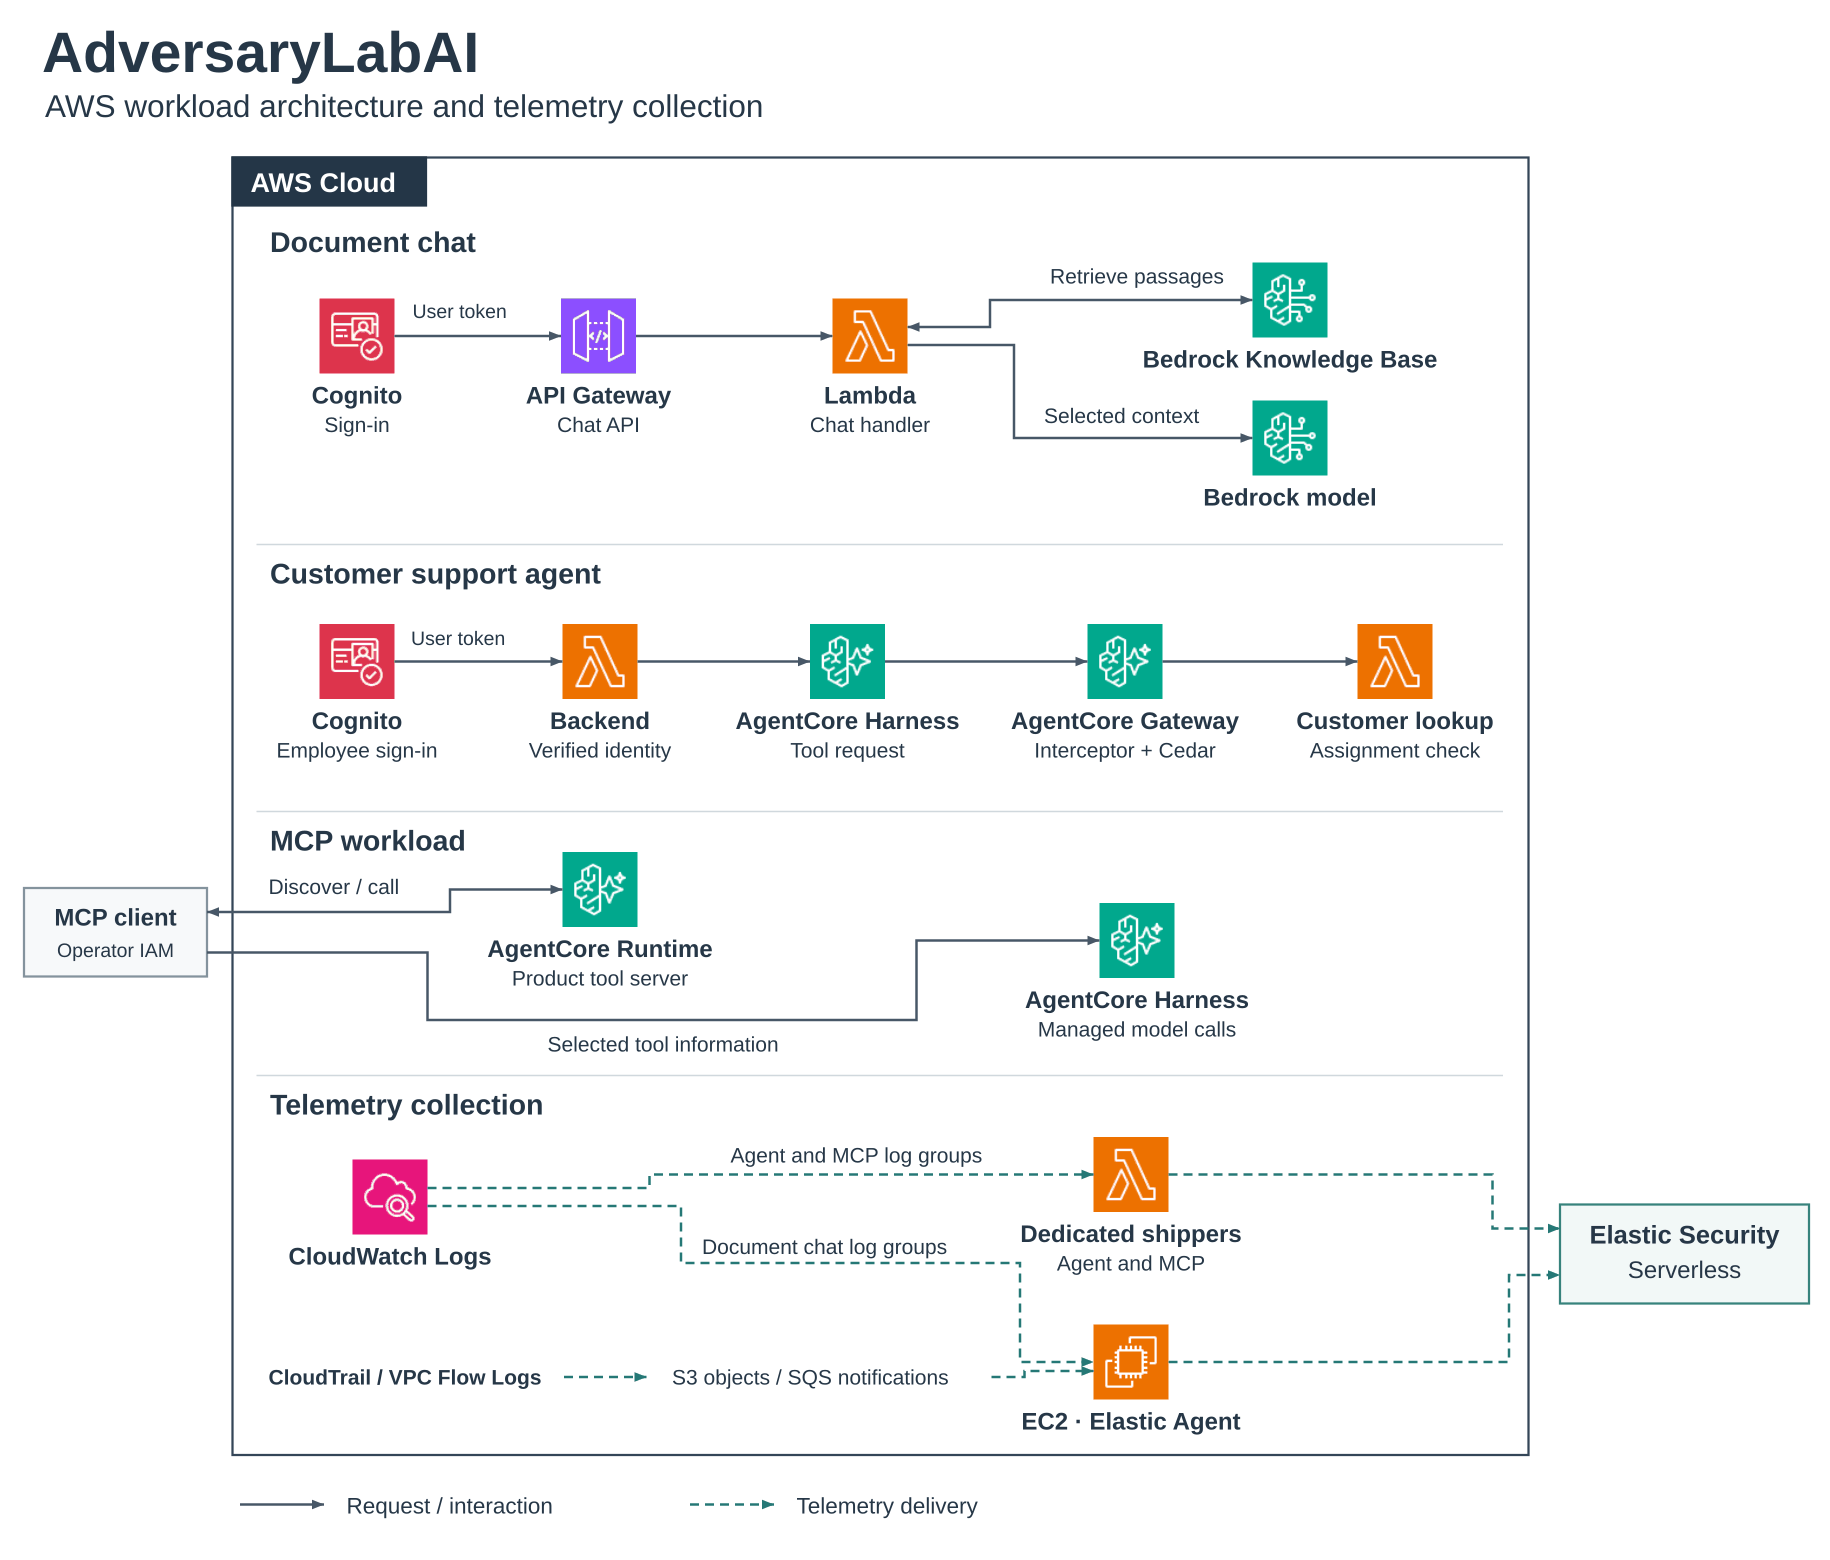 AdversaryLabAI
AWS workload architecture and telemetry collection
AWS Cloud
Document chat
User token
Retrieve passages
Cognito
Sign-in
API Gateway
Chat API
Lambda
Chat handler
Bedrock Knowledge Base
Selected context
Bedrock model
Customer support agent
User token
Cognito
Employee sign-in
Backend
Verified identity
AgentCore Harness
Tool request
AgentCore Gateway
Interceptor + Cedar
Customer lookup
Assignment check
MCP workload
Discover / call
MCP client
Operator IAM
AgentCore Runtime
Product tool server
AgentCore Harness
Managed model calls
Selected tool information
Telemetry collection
Agent and MCP log groups
CloudWatch Logs
Document chat log groups
Dedicated shippers
Agent and MCP
Elastic Security
Serverless
CloudTrail / VPC Flow Logs
S3 objects / SQS notifications
EC2 · Elastic Agent
Request / interaction
Telemetry delivery